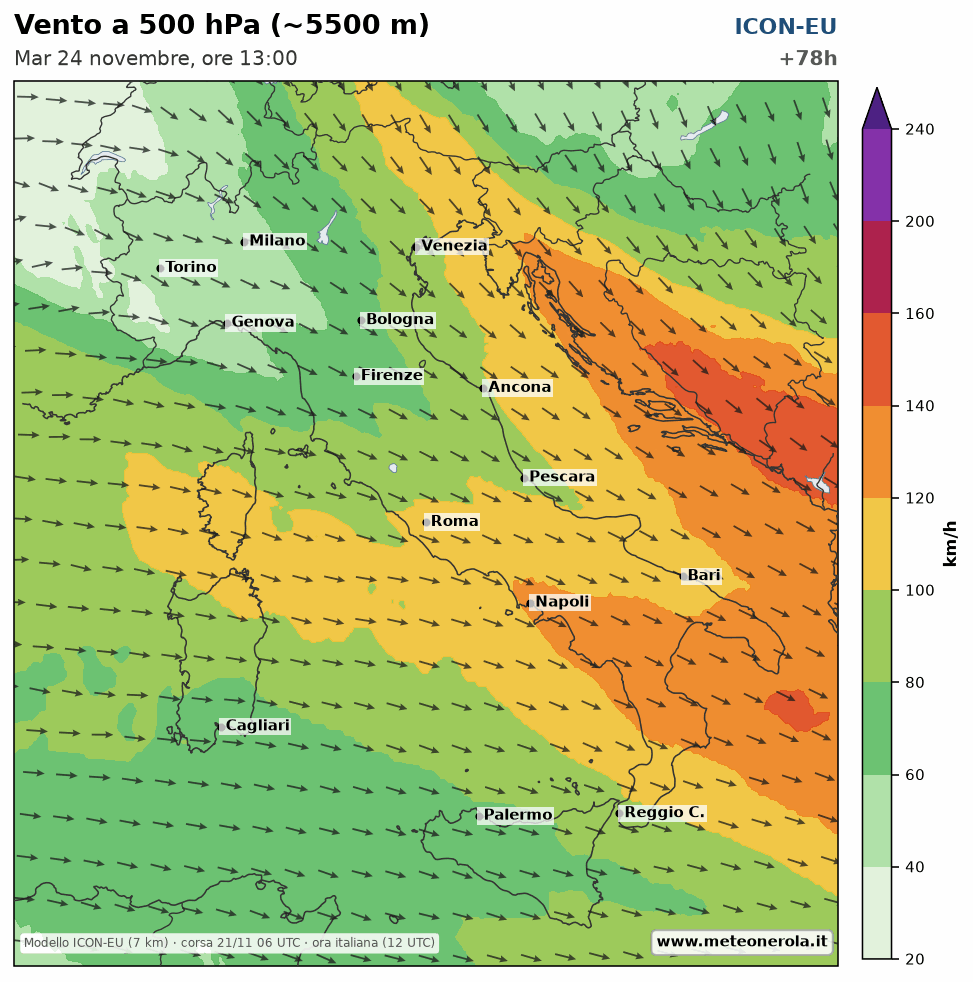 Vento a 500 hPa (~5500 m)
ICON-EU
Mar 24 novembre, ore 13:00
+78h
Milano
Venezia
Torino
Genova
Bologna
Firenze
Ancona
Pescara
Roma
Bari
Napoli
Cagliari
Palermo
Reggio C.
240
200
160
140
120
100
80
60
40
20
km/h
Modello ICON-EU (7 km) · corsa 21/11 06 UTC · ora italiana (12 UTC)
www.meteonerola.it